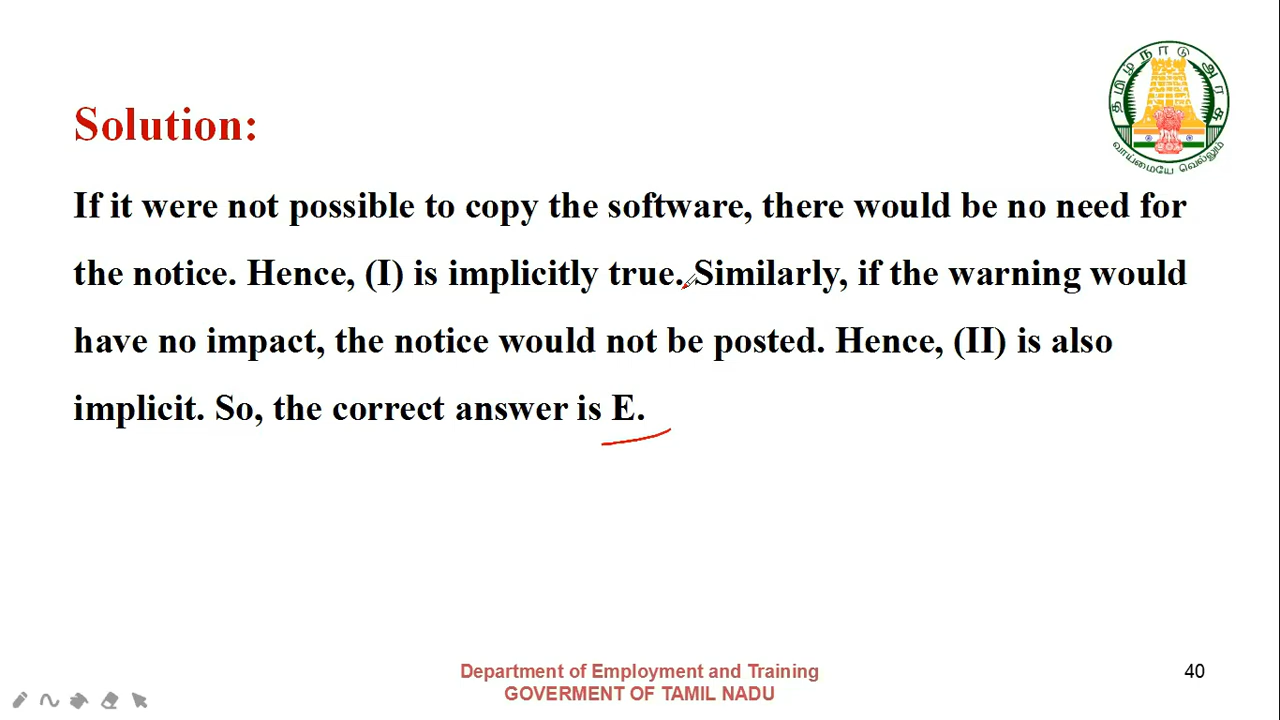 தமிழ்நாடு அரசு
வாய்மையே வெல்லும்
Solution:
If it were not possible to copy the software, there would be no need for
the notice. Hence, (I) is implicitly true. Similarly, if the warning would
have no impact, the notice would not be posted. Hence, (II) is also
implicit. So, the correct answer is E.
Department of Employment and Training
GOVERMENT OF TAMIL NADU
40